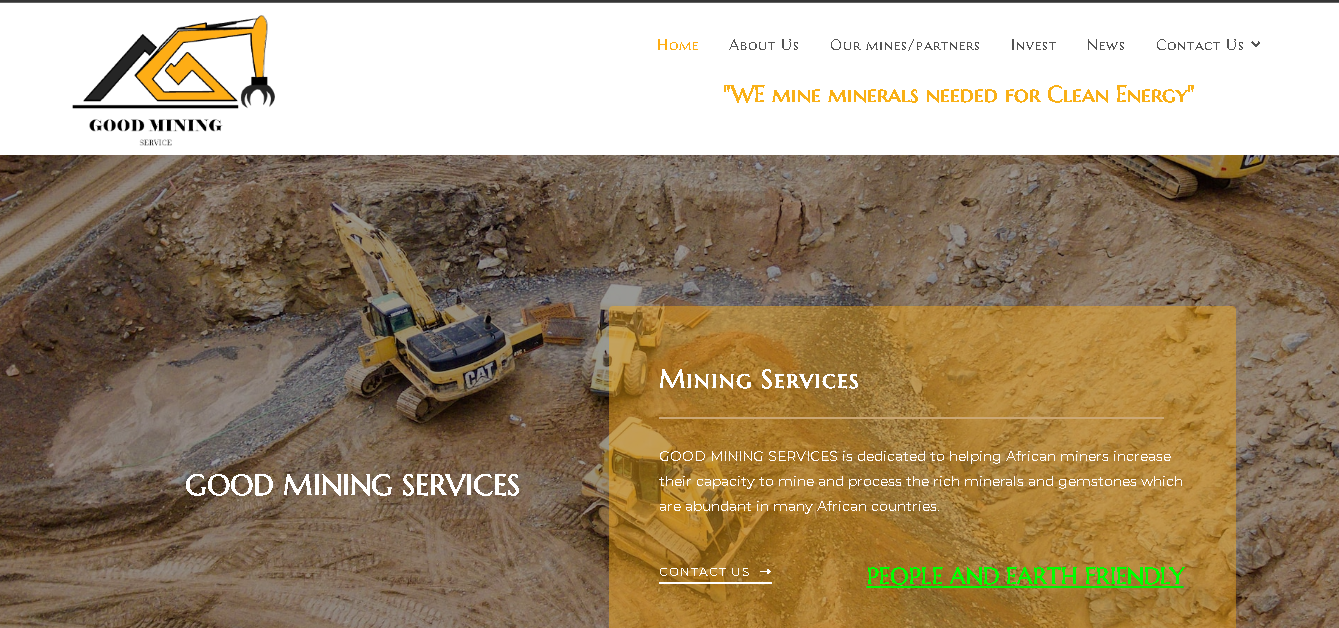 GOOD MINING
SERVICE
Home About Us Our mines/partners Invest News Contact Us
"WE mine minerals needed for Clean Energy"
CAT
GOOD MINING SERVICES
Mining Services
GOOD MINING SERVICES is dedicated to helping African miners increase
their capacity to mine and process the rich minerals and gemstones which
are abundant in many African countries.
CONTACT US →
PEOPLE AND EARTH FRIENDLY